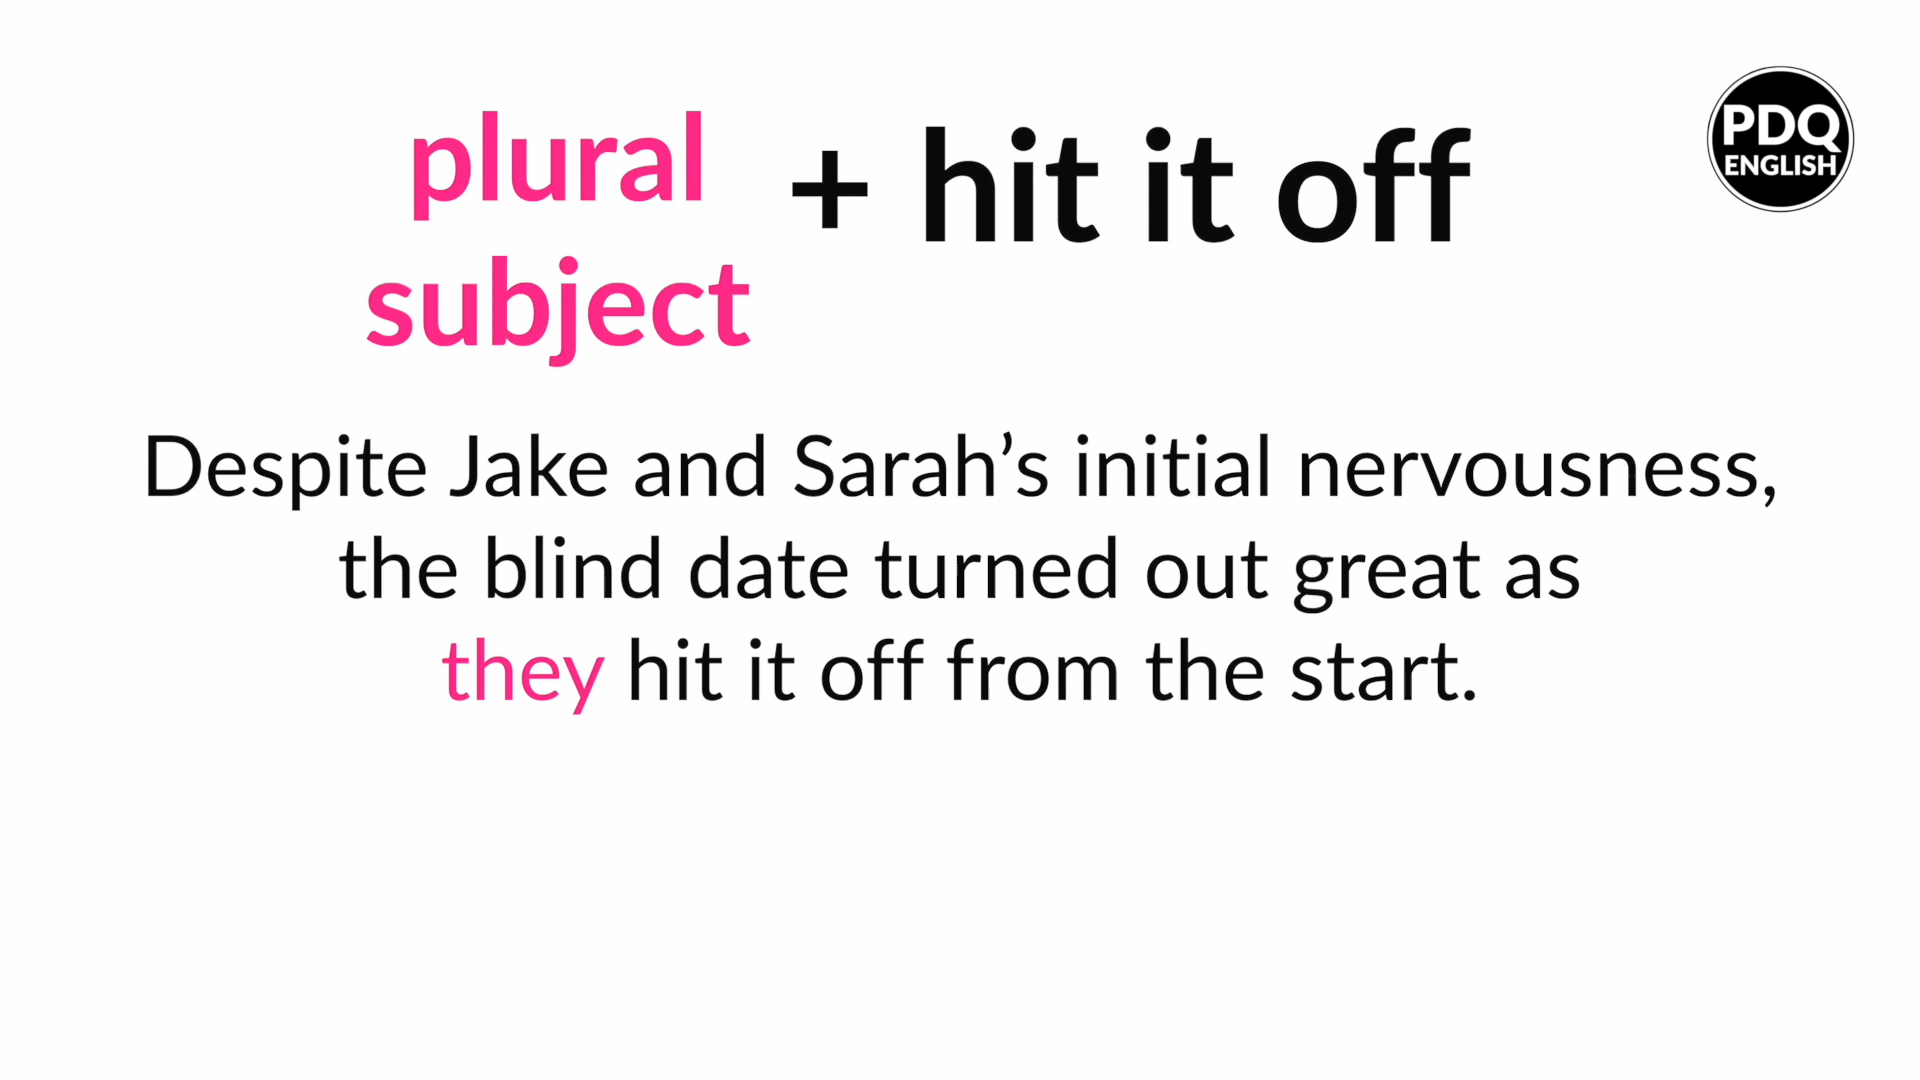 plural
subject
+ hit it off
PDQ
ENGLISH
Despite Jake and Sarah’s initial nervousness,
the blind date turned out great as
they hit it off from the start.